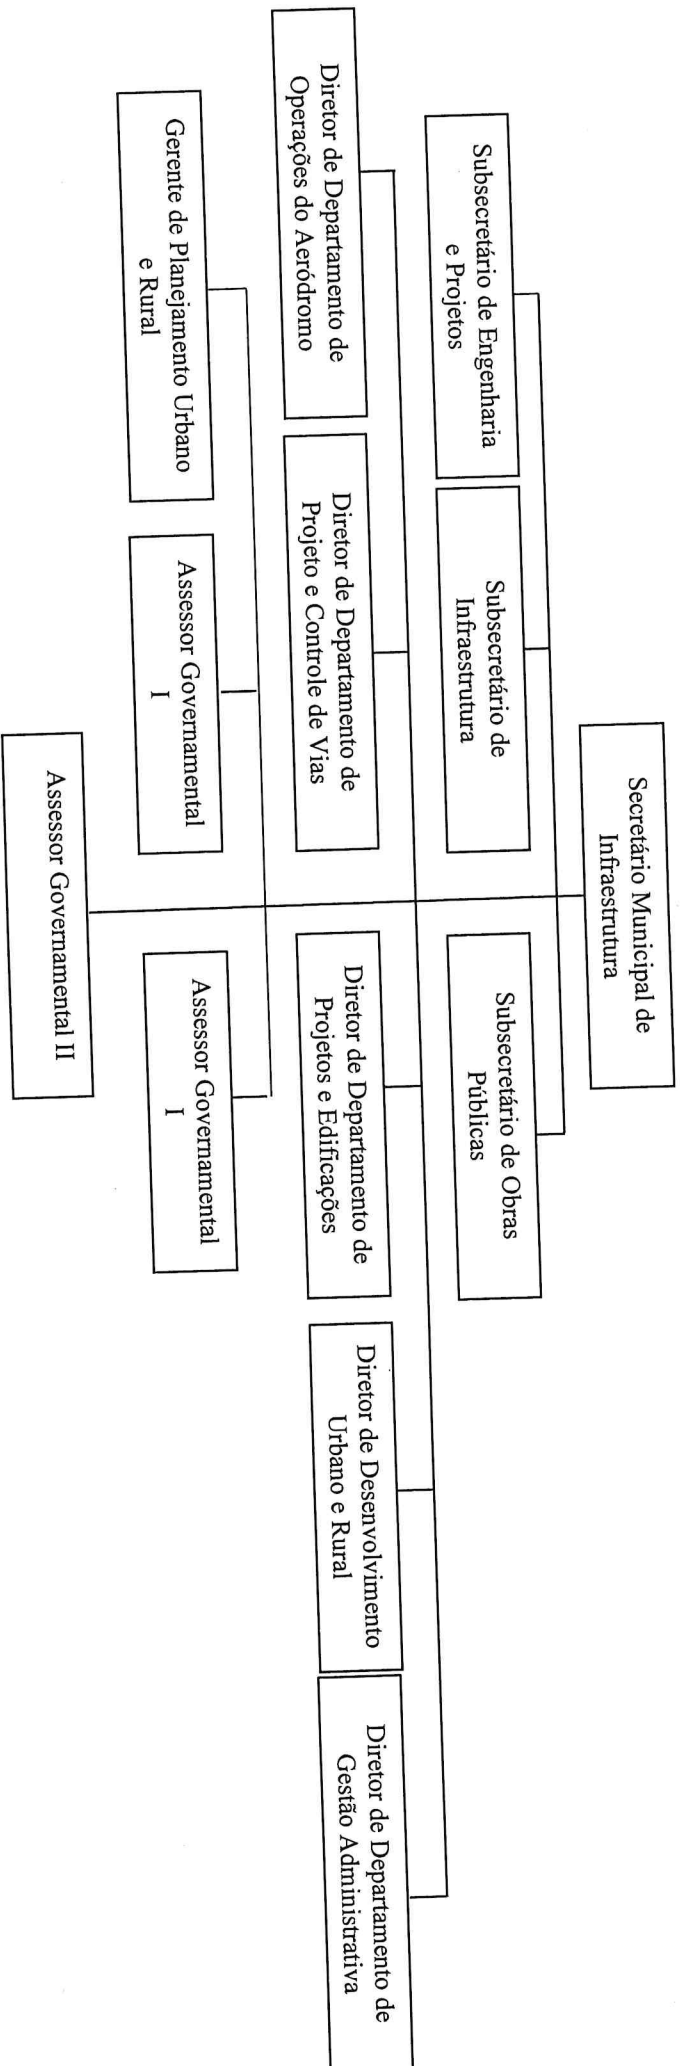 Secretário Municipal de
Infraestrutura
Subsecretário de Engenharia
e Projetos
Subsecretário de
Infraestrutura
Subsecretário de Obras
Públicas
Diretor de Departamento de
Operações do Aeródromo
Diretor de Departamento de
Projeto e Controle de Vias
Diretor de Departamento de
Projetos e Edificações
Diretor de Desenvolvimento
Urbano e Rural
Diretor de Departamento de
Gestão Administrativa
Gerente de Planejamento Urbano
e Rural
Assessor Governamental
I
Assessor Governamental
I
Assessor Governamental II